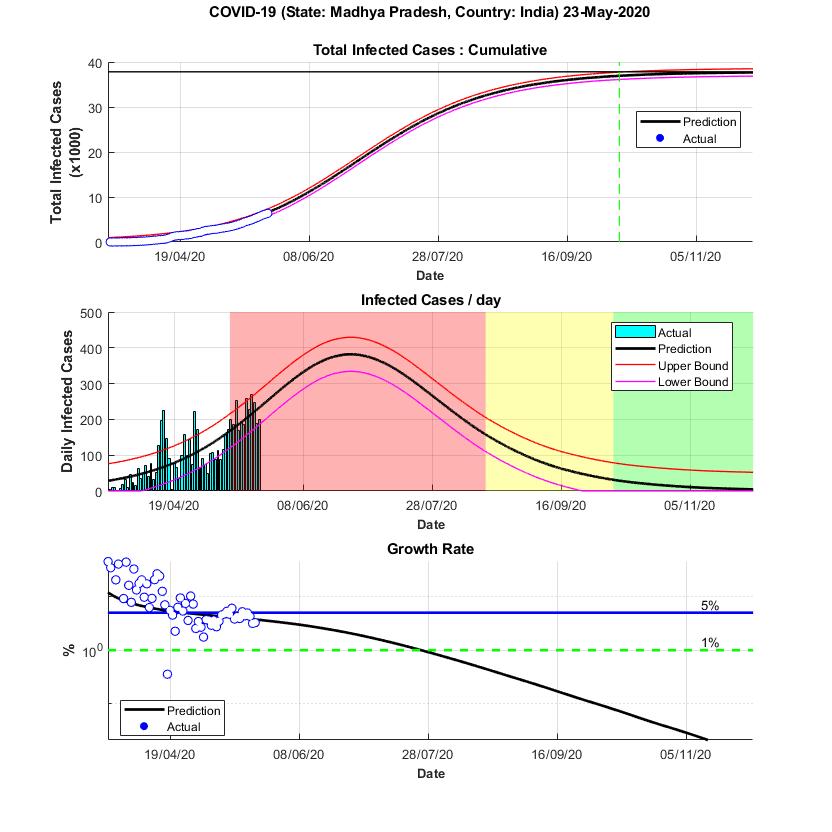 COVID-19 (State: Madhya Pradesh, Country: India) 23-May-2020
Total Infected Cases : Cumulative
Total Infected Cases
(x1000)
40
30
20
10
0
Prediction
Actual
19/04/20 08/06/20 28/07/20 16/09/20 05/11/20
Date
Infected Cases / day
Daily Infected Cases
500
400
300
200
100
0
Actual
Prediction
Upper Bound
Lower Bound
19/04/20 08/06/20 28/07/20 16/09/20 05/11/20
Date
Growth Rate
%
10^0
5%
1%
Prediction
Actual
19/04/20 08/06/20 28/07/20 16/09/20 05/11/20
Date